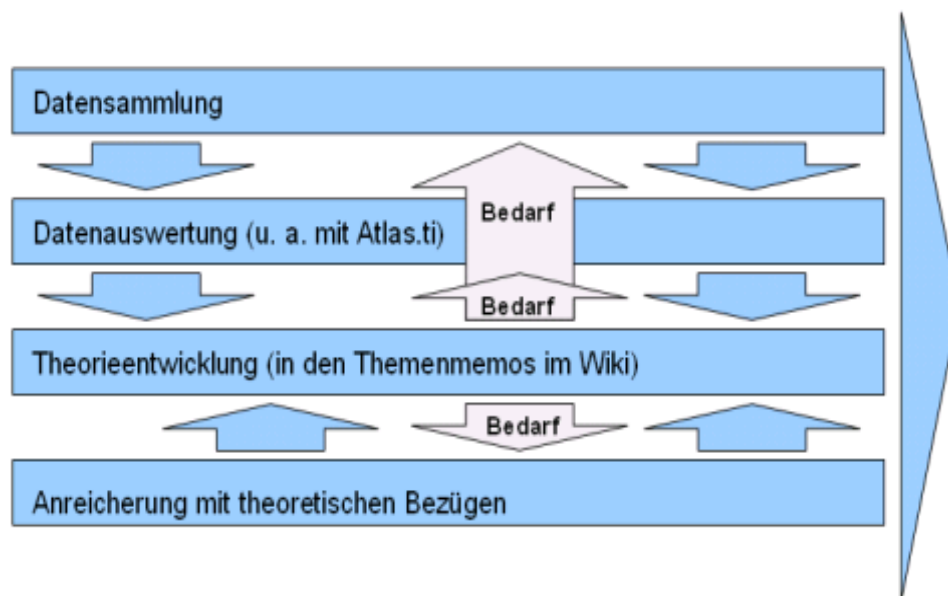 Datensammlung
Bedarf
Datenauswertung (u. a. mit Atlas.ti)
Bedarf
Theorieentwicklung (in den Themenmemos im Wiki)
Bedarf
Anreicherung mit theoretischen Bezügen